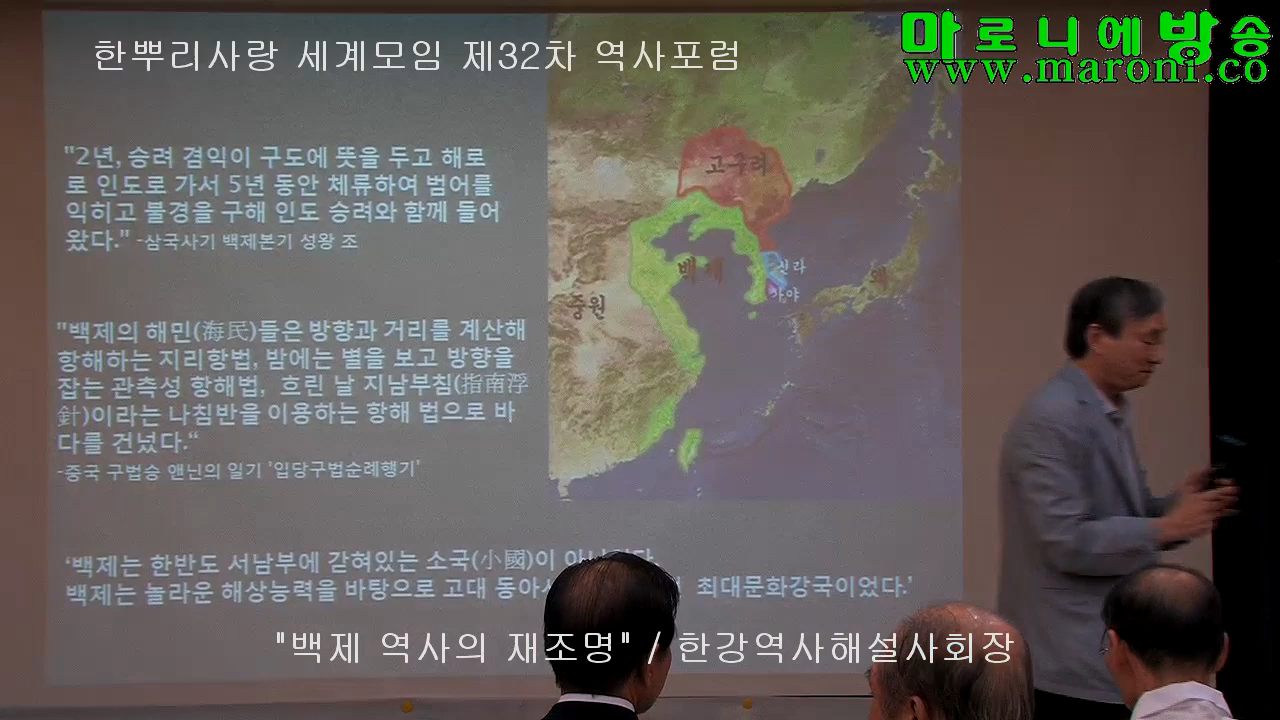 한뿌리사랑 세계모임 제32차 역사포럼
마로니에방송
www.maroni.co
"2년, 승려 겸익이 구도에 뜻을 두고 해로
로 인도로 가서 5년 동안 체류하여 범어를
익히고 불경을 구해 인도 승려와 함께 들어
왔다." -삼국사기 백제본기 성왕 조
고구려
백제
신라
가야
왜
중원
"백제의 해민(海民)들은 방향과 거리를 계산해
항해하는 지리항법, 밤에는 별을 보고 방향을
잡는 관측성 항해법, 흐린 날 지남부침(指南浮
針)이라는 나침반을 이용하는 항해 법으로 바
다를 건넜다.“
-중국 구법승 앤닌의 일기 '입당구법순례행기'
‘백제는 한반도 서남부에 갇혀있는 소국(小國)이
백제는 놀라운 해상능력을 바탕으로 고대 최대문화강국이었다.’
"백제 역사의 재조명" / 한강역사해설사회장